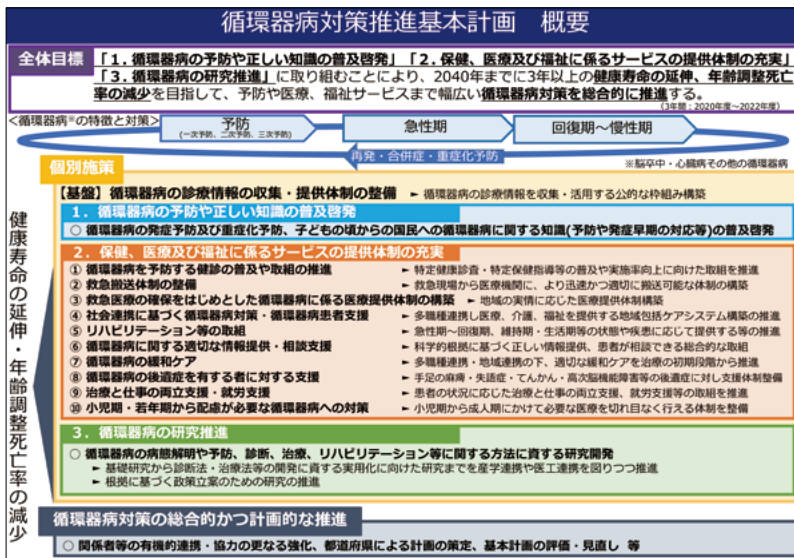 循環器病対策推進基本計画　概要
全体目標
「１．循環器病の予防や正しい知識の普及啓発」「２．保健、医療及び福祉に係るサービスの提供体制の充実」
「３．循環器病の研究推進」に取り組むことにより、2040年までに3年以上の健康寿命の延伸、年齢調整死亡
率の減少を目指して、予防や医療、福祉サービスまで幅広い循環器病対策を総合的に推進する。
（3年間：2020年度～2022年度）
<循環器病※の特徴と対策>
予防
（一次予防、二次予防、三次予防）
急性期
回復期～慢性期
再発・合併症・重症化予防
※脳卒中・心臓病その他の循環器病
個別施策
【基盤】循環器病の診療情報の収集・提供体制の整備　► 循環器病の診療情報を収集・活用する公的な枠組み構築
１．循環器病の予防や正しい知識の普及啓発
○ 循環器病の発症予防及び重症化予防、子どもの頃からの国民への循環器病に関する知識(予防や発症早期の対応等)の普及啓発
２．保健、医療及び福祉に係るサービスの提供体制の充実
① 循環器病を予防する健診の普及や取組の推進　► 特定健康診査・特定保健指導等の普及や実施率向上に向けた取組を推進
② 救急搬送体制の整備　► 救急現場から医療機関に、より迅速かつ適切に搬送可能な体制の構築
③ 救急医療の確保をはじめとした循環器病に係る医療提供体制の構築　► 地域の実情に応じた医療提供体制構築
④ 社会連携に基づく循環器病対策・循環器病患者支援　► 多職種連携し医療、介護、福祉を提供する地域包括ケアシステム構築の推進
⑤ リハビリテーション等の取組　► 急性期～回復期、維持期・生活期等の状態や疾患に応じて提供する等の推進
⑥ 循環器病に関する適切な情報提供・相談支援　► 科学的根拠に基づく正しい情報提供、患者が相談できる総合的な取組
⑦ 循環器病の緩和ケア　► 多職種連携・地域連携の下、適切な緩和ケアを治療の初期段階から推進
⑧ 循環器病の後遺症を有する者に対する支援　► 手足の麻痺・失語症・てんかん・高次脳機能障害等の後遺症に対し支援体制整備
⑨ 治療と仕事の両立支援・就労支援　► 患者の状況に応じた治療と仕事の両立支援、就労支援等の取組を推進
⑩ 小児期・若年期から配慮が必要な循環器病への対策　► 小児期から成人期にかけて必要な医療を切れ目なく行える体制を整備
３．循環器病の研究推進
○ 循環器病の病態解明や予防、診断、治療、リハビリテーション等に関する方法に資する研究開発
► 基礎研究から診断法・治療法等の開発に資する実用化に向けた研究までを産学連携や医工連携を図りつつ推進
► 根拠に基づく政策立案のための研究の推進
健康寿命の延伸・年齢調整死亡率の減少
循環器病対策の総合的かつ計画的な推進
○ 関係者等の有機的連携・協力の更なる強化、都道府県による計画の策定、基本計画の評価・見直し 等